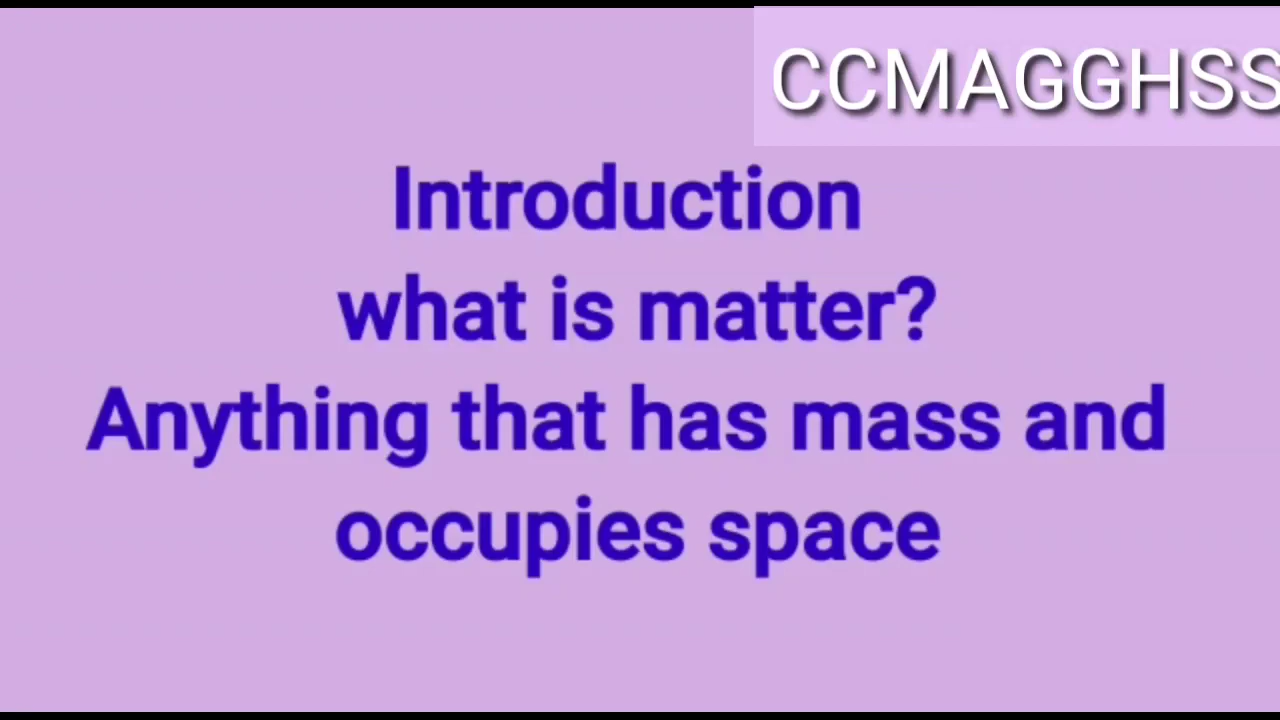 CCMAGGHSS
Introduction
what is matter?
Anything that has mass and
occupies space